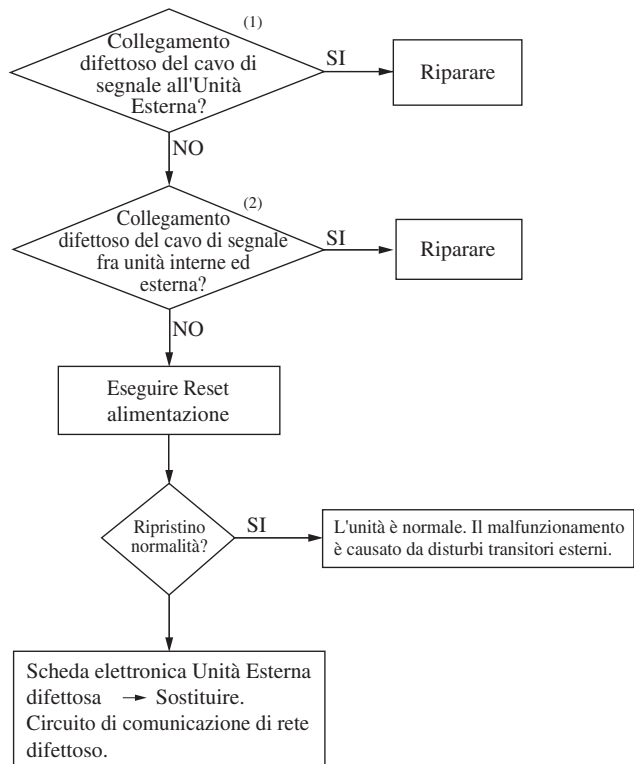 (1)
Collegamento
difettoso del cavo di
segnale all'Unità
Esterna?
SI
Riparare
NO
(2)
Collegamento
difettoso del cavo di segnale
fra unità interne ed
esterna?
SI
Riparare
NO
Eseguire Reset
alimentazione
Ripristino
normalità?
SI
L'unità è normale. Il malfunzionamento
è causato da disturbi transitori esterni.
Scheda elettronica Unità Esterna
difettosa → Sostituire.
Circuito di comunicazione di rete
difettoso.